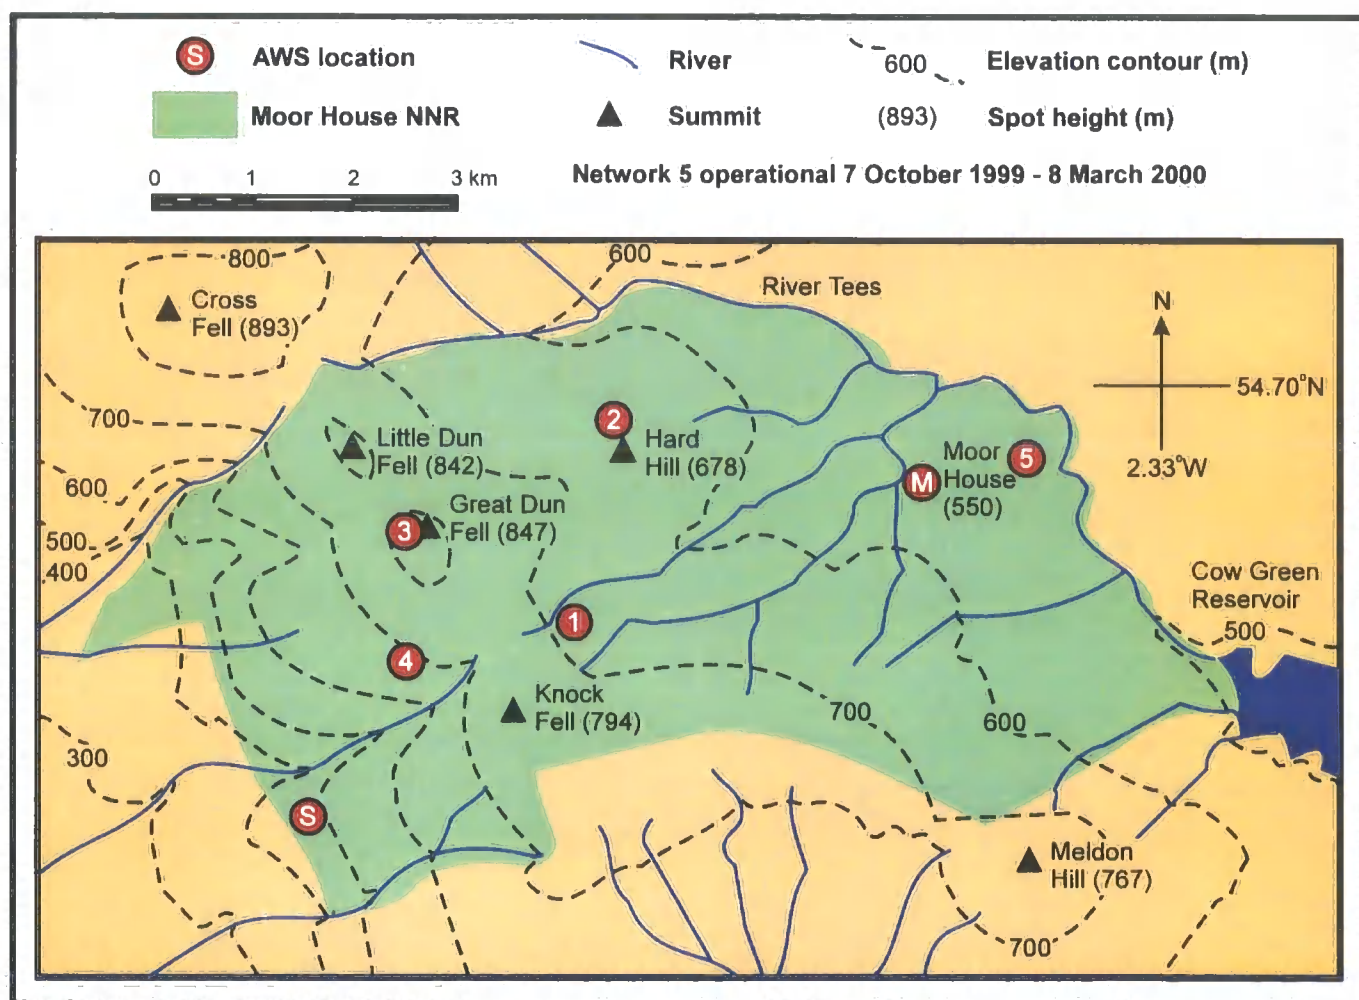 S AWS location River 600 Elevation contour (m)
Moor House NNR Summit (893) Spot height (m)
0 1 2 3 km
Network 5 operational 7 October 1999 - 8 March 2000
800
600
River Tees
N
Cross
Fell (893)
54.70°N
2.33°W
700
2
Little Dun
Fell (842)
Hard
Hill (678)
Moor
House
(550)
5
M
600
Great Dun
Fell (847)
3
500
400
Cow Green
Reservoir
500
1
4
Knock
Fell (794)
700
600
300
S
Meldon
Hill (767)
700